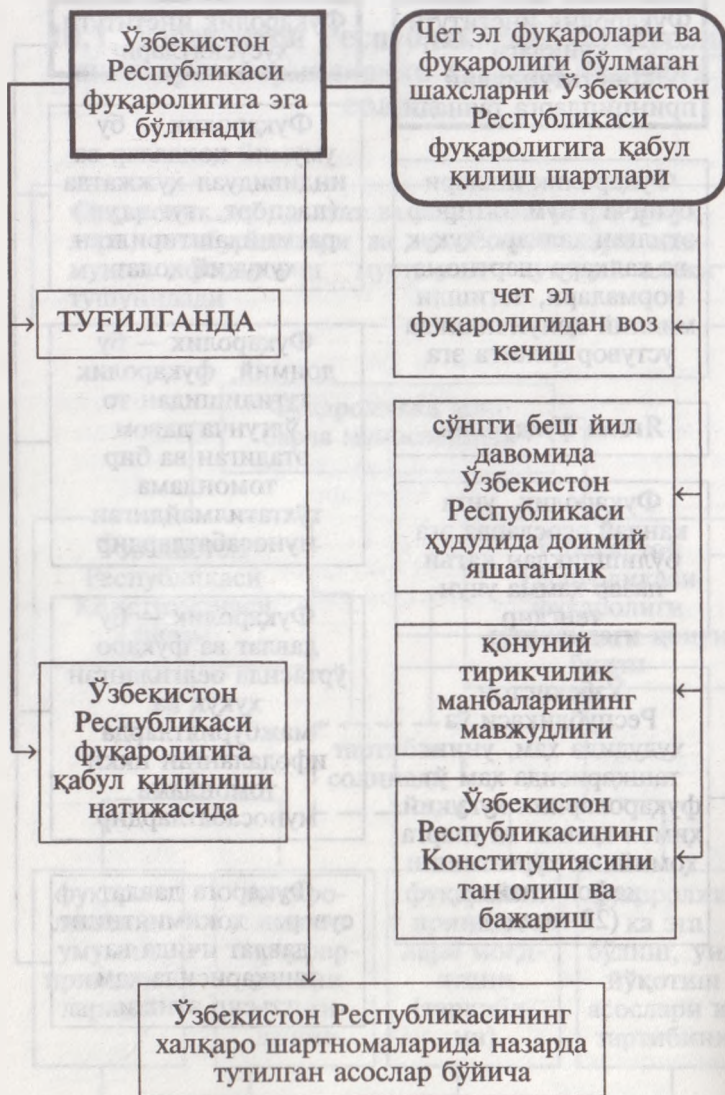 Ўзбекистон
Республикаси
фуқаролигига эга
бўлинади
Чет эл фуқаролари ва
фуқаролиги бўлмаган
шахсларни Ўзбекистон
Республикаси
фуқаролигига қабул
қилиш шартлари
ТУҒИЛГАНДА
чет эл
фуқаролигидан воз
кечиш
сўнгги беш йил
давомида
Ўзбекистон
Республикаси
ҳудудида доимий
яшаганлик
қонуний
тирикчилик
манбаларининг
мавжудлиги
Ўзбекистон
Республикаси
фуқаролигига
қабул қилиниши
натижасида
Ўзбекистон
Республикасининг
Конституциясини
тан олиш ва
бажариш
Ўзбекистон Республикасининг
халқаро шартномаларида назарда
тутилган асослар бўйича